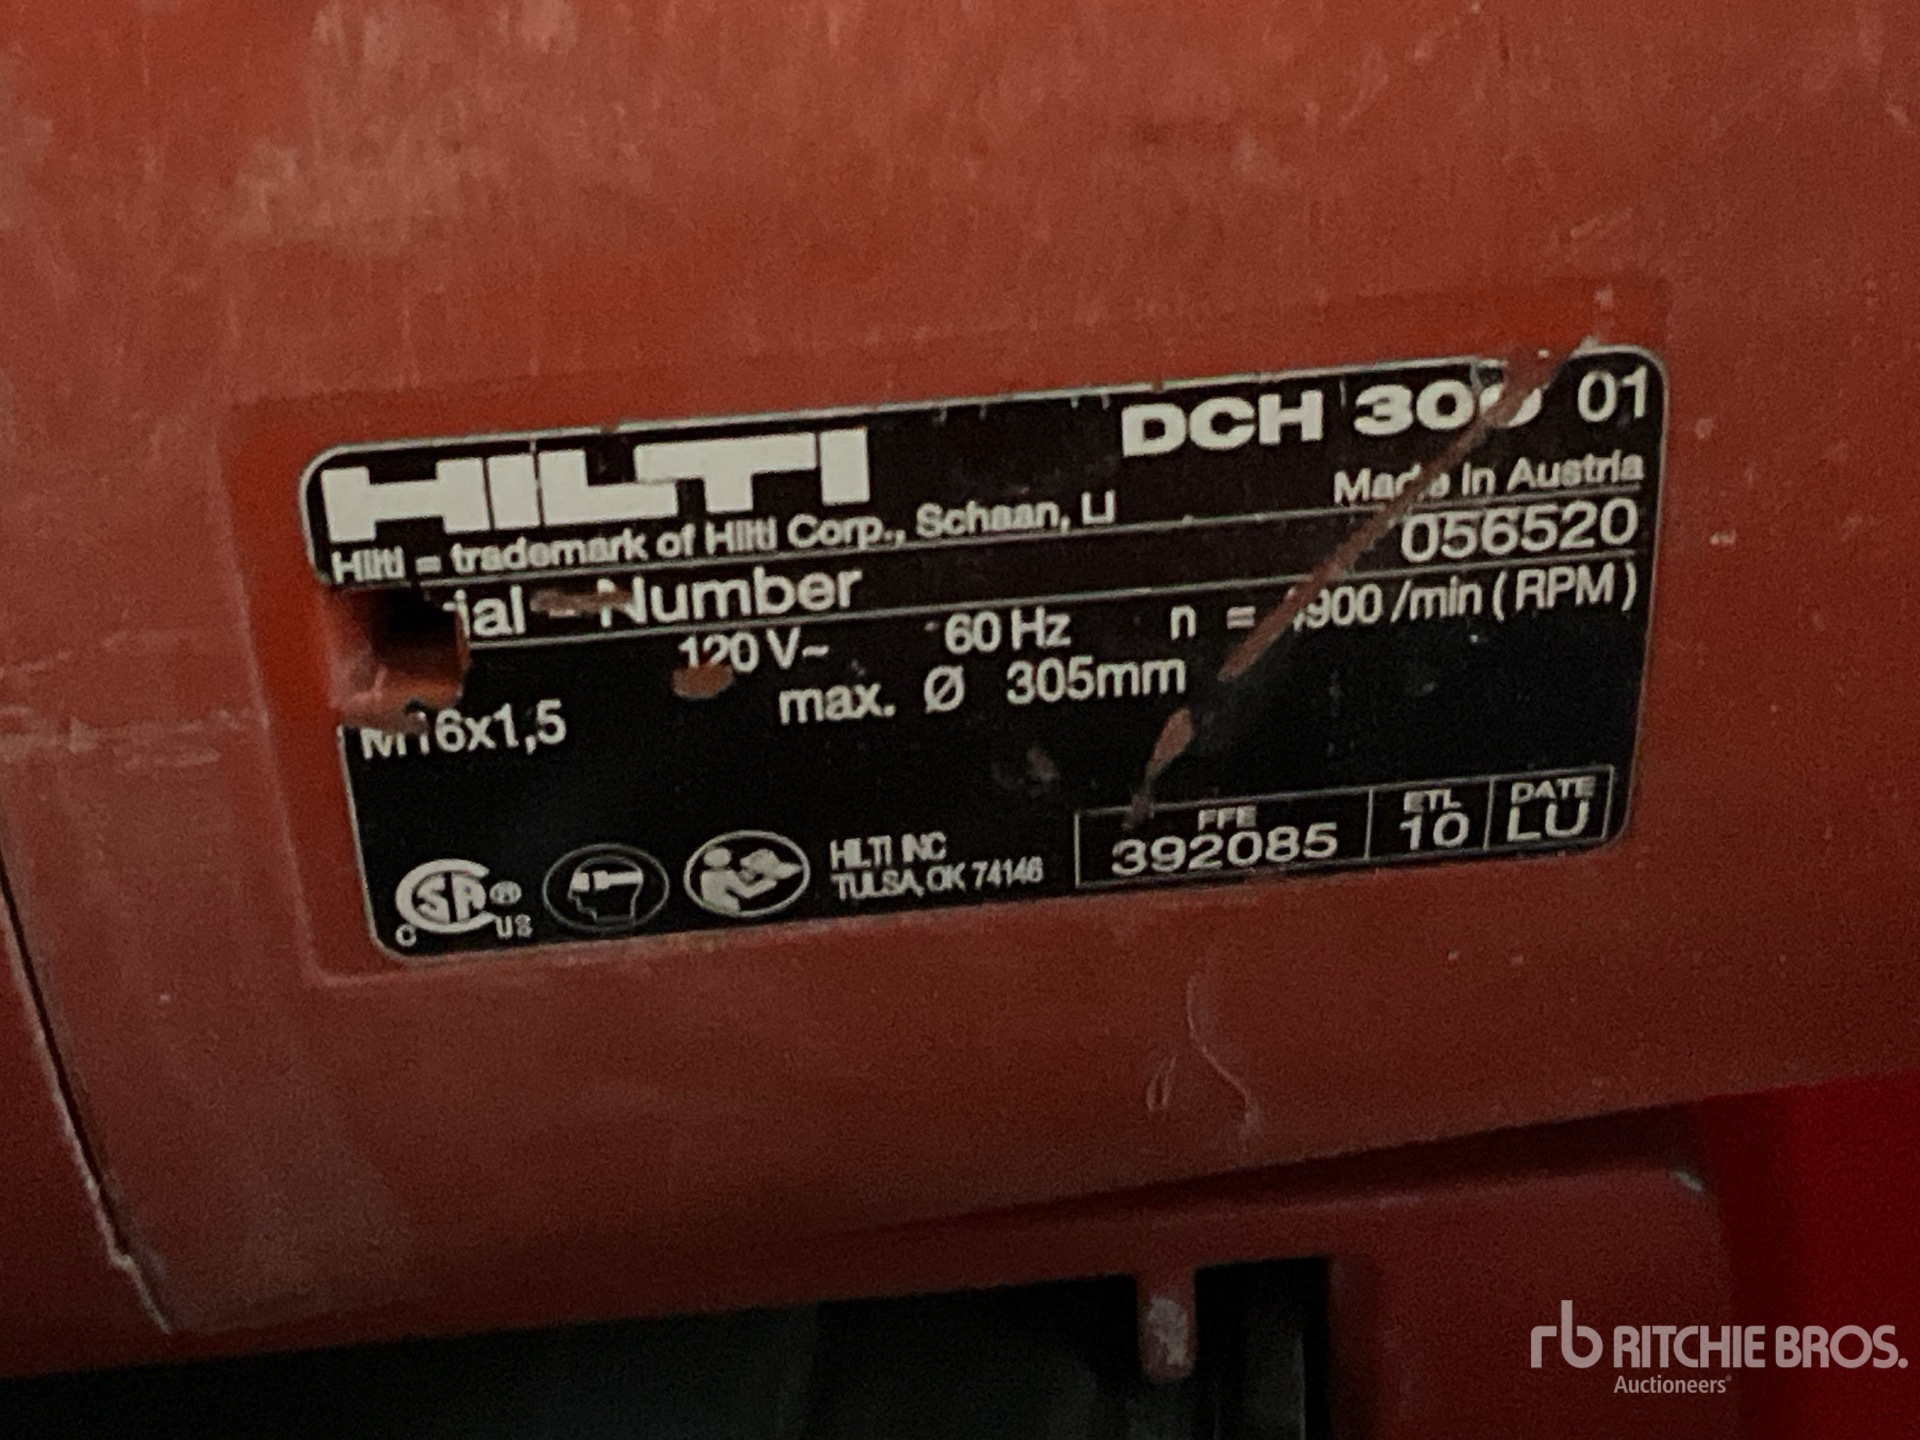 HILTI
DCH 300 01
Hilti = trademark of Hilti Corp., Schaan, LI
Made in Austria
Number 056520
120 V~ 60 Hz n = /min (RPM)
M16x1,5 max. Ø 305mm
CSA ®
C US
HILTI INC
TULSA, OK 74146
FFE ETL DATE
392085 10 LU
rb RITCHIE BROS.
Auctioneers®